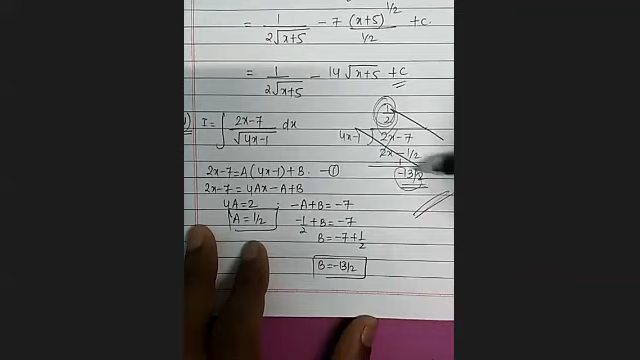 = 1/(2√(x+5)) - 7 (x+5)^(1/2) / (1/2) + c.
= 1/(2√(x+5)) - 14√(x+5) + c
) I = ∫ (2x-7)/√(4x-1) dx
1/2
4x-1 ) 2x-7
2x - 1/2
-13/2
2x-7 = A(4x-1) + B. -①
2x-7 = 4Ax - A + B
4A = 2 ; -A+B = -7
A = 1/2
-1/2 + B = -7
B = -7 + 1/2
B = -13/2